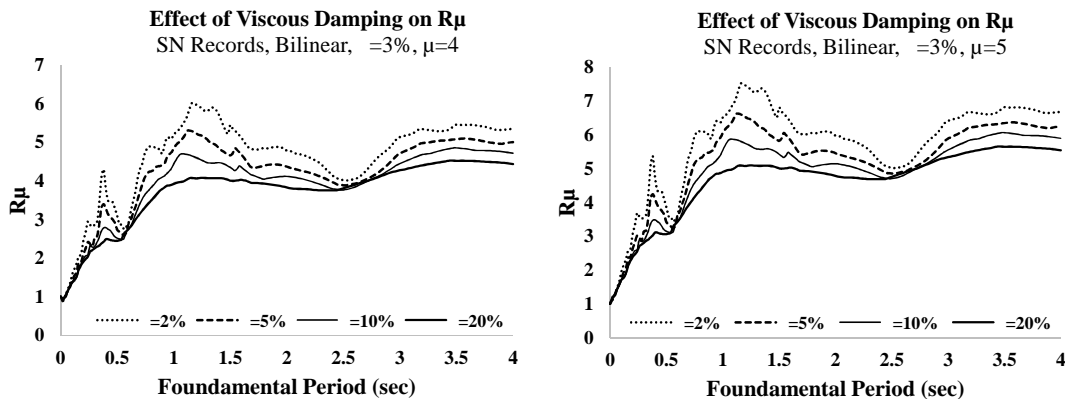 Effect of Viscous Damping on Rµ
SN Records, Bilinear, =3%, µ=4
7
6
5
4
3
2
1
0
Rµ
=2% =5% =10% =20%
0 0.5 1 1.5 2 2.5 3 3.5 4
Foundamental Period (sec)
Effect of Viscous Damping on Rµ
SN Records, Bilinear, =3%, µ=5
8
7
6
5
4
3
2
1
0
Rµ
=2% =5% =10% =20%
0 0.5 1 1.5 2 2.5 3 3.5 4
Foundamental Period (sec)